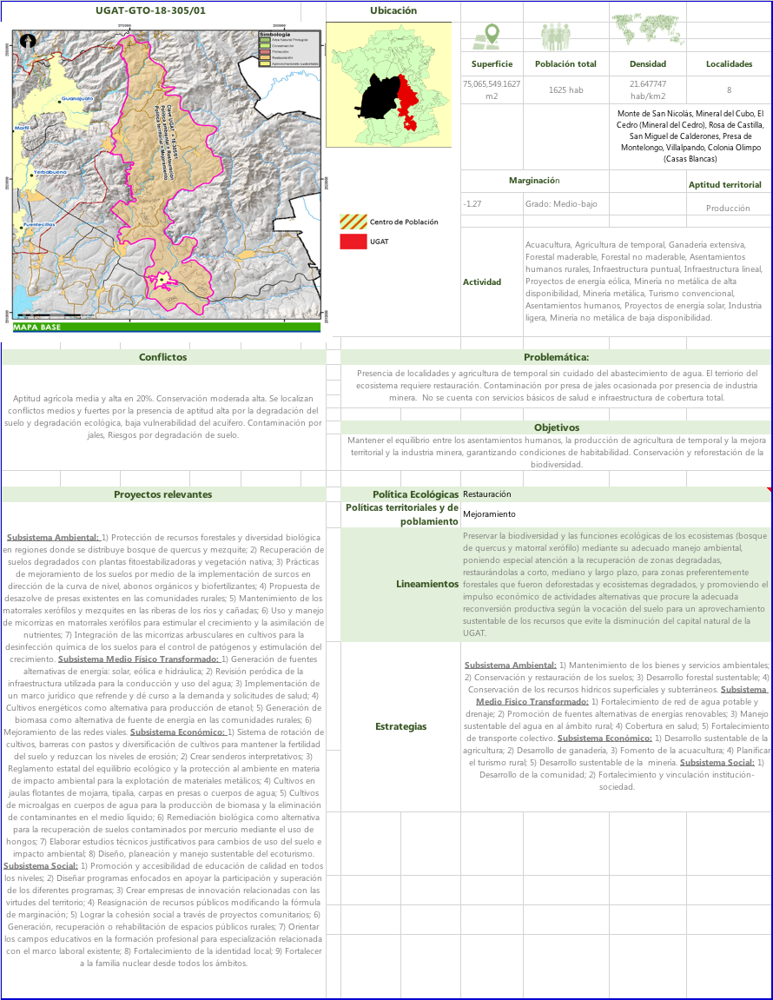 UGAT-GTO-18-305/01
Ubicación
Simbología
Área Natural Protegida
Conservación
Protección
Restauración
Aprovechamiento sustentable
Guanajuato
Marfil
Yerbabuena
Puentecillas
Clave UGAT = 18-305/01
Política ambiental = Restauración
Política territorial = Mejoramiento
MAPA BASE
Centro de Población
UGAT
Superficie
Población total
Densidad
Localidades
75,065,549.1627
m2
1625 hab
21.647747
hab/km2
8
Monte de San Nicolás, Mineral del Cubo, El
Cedro (Mineral del Cedro), Rosa de Castilla,
San Miguel de Calderones, Presa de
Montelongo, Villalpando, Colonia Olimpo
(Casas Blancas)
Marginación
Aptitud territorial
-1.27
Grado: Medio-bajo
Producción
Actividad
Acuacultura, Agricultura de temporal, Ganadería extensiva,
Forestal maderable, Forestal no maderable, Asentamientos
humanos rurales, Infraestructura puntual, Infraestructura lineal,
Proyectos de energía eólica, Minería no metálica de alta
disponibilidad, Minería metálica, Turismo convencional,
Asentamientos humanos, Proyectos de energía solar, Industria
ligera, Minería no metálica de baja disponibilidad.
Conflictos
Aptitud agrícola media y alta en 20%. Conservación moderada alta. Se localizan
conflictos medios y fuertes por la presencia de aptitud alta por la degradación del
suelo y degradación ecológica, baja vulnerabilidad del acuífero. Contaminación por
jales, Riesgos por degradación de suelo.
Problemática:
Presencia de localidades y agricultura de temporal sin cuidado del abastecimiento de agua. El terriorio del
ecosistema requiere restauración. Contaminación por presa de jales ocasionada por presencia de industria
minera.  No se cuenta con servicios básicos de salud e infraestructura de cobertura total.
Objetivos
Mantener el equilibrio entre los asentamientos humanos, la producción de agricultura de temporal y la mejora
territorial y la industria minera, garantizando condiciones de habitabilidad. Conservación y reforestación de la
biodiversidad.
Proyectos relevantes
Subsistema Ambiental: 1) Protección de recursos forestales y diversidad biológica
en regiones donde se distribuye bosque de quercus y mezquite; 2) Recuperación de
suelos degradados con plantas fitoestabilizadoras y vegetación nativa; 3) Prácticas
de mejoramiento de los suelos por medio de la implementación de surcos en
dirección de la curva de nivel, abonos orgánicos y biofertilizantes; 4) Propuesta de
desazolve de presas existentes en las comunidades rurales; 5) Mantenimiento de los
matorrales xerófilos y mezquites en las riberas de los rios y cañadas; 6) Uso y manejo
de micorrizas en matorrales xerófilos para estimular el crecimiento y la asimilación de
nutrientes; 7) Integración de las micorrizas arbusculares en cultivos para la
desinfección química de los suelos para el control de patógenos y estimulación del
crecimiento. Subsistema Medio Físico Transformado: 1) Generación de fuentes
alternativas de energía: solar, eólica e hidráulica; 2) Revisión peródica de la
infraestructura utilizada para la conducción y uso del agua; 3) Implementación de
un marco jurídico que refrende y dé curso a la demanda y solicitudes de salud; 4)
Cultivos energéticos como alternativa para producción de etanol; 5) Generación de
biomasa como alternativa de fuente de energía en las comunidades rurales; 6)
Mejoramiento de las redes viales. Subsistema Económico: 1) Sistema de rotación de
cultivos, barreras con pastos y diversificación de cultivos para mantener la fertilidad
del suelo y reduzcan los niveles de erosión; 2) Crear senderos interpretativos; 3)
Reglamento estatal del equilibrio ecológico y la protección al ambiente en materia
de impacto ambiental para la explotación de materiales metálicos; 4) Cultivos en
jaulas flotantes de mojarra, tipalia, carpas en presas o cuerpos de agua; 5) Cultivos
de microalgas en cuerpos de agua para la producción de biomasa y la eliminación
de contaminantes en el medio liquido; 6) Remediación biológica como alternativa
para la recuperación de suelos contaminados por mercurio mediante el uso de
hongos; 7) Elaborar estudios técnicos justificativos para cambios de uso del suelo e
impacto ambiental; 8) Diseño, planeación y manejo sustentable del ecoturismo.
Subsistema Social: 1) Promoción y accesibilidad de educación de calidad en todos
los niveles; 2) Diseñar programas enfocados en apoyar la participación y superación
de los diferentes programas; 3) Crear empresas de innovación relacionadas con las
virtudes del territorio; 4) Reasignación de recursos públicos modificando la fórmula
de marginación; 5) Lograr la cohesión social a través de proyectos comunitarios; 6)
Generación, recuperación o rehabilitación de espacios públicos rurales; 7) Orientar
los campos educativos en la formación profesional para especialización relacionada
con el marco laboral existente; 8) Fortalecimiento de la identidad local; 9) Fortalecer
a la familia nuclear desde todos los ámbitos.
Política Ecológicas
Restauración
Políticas territoriales y de
poblamiento
Mejoramiento
Lineamientos
Preservar la biodiversidad y las funciones ecológicas de los ecosistemas (bosque
de quercus y matorral xerófilo) mediante su adecuado manejo ambiental,
poniendo especial atención a la recuperación de zonas degradadas,
restaurándolas a corto, mediano y largo plazo, para zonas preferentemente
forestales que fueron deforestadas y ecosistemas degradados, y promoviendo el
impulso económico de actividades alternativas que procure la adecuada
reconversión productiva según la vocación del suelo para un aprovechamiento
sustentable de los recursos que evite la disminución del capital natural de la
UGAT.
Estrategias
Subsistema Ambiental: 1) Mantenimiento de los bienes y servicios ambientales;
2) Conservación y restauración de los suelos; 3) Desarrollo forestal sustentable; 4)
Conservación de los recursos hídricos superficiales y subterráneos. Subsistema
Medio Físico Transformado: 1) Fortalecimiento de red de agua potable y
drenaje; 2) Promoción de fuentes alternativas de energías renovables; 3) Manejo
sustentable del agua en al ámbito rural; 4) Cobertura en salud; 5) Fortalecimiento
de transporte colectivo. Subsistema Económico: 1) Desarrollo sustentable de la
agricultura; 2) Desarrollo de ganadería, 3) Fomento de la acuacultura; 4) Planificar
el turismo rural; 5) Desarrollo sustentable de la  minería. Subsistema Social: 1)
Desarrollo de la comunidad; 2) Fortalecimiento y vinculación institución-
sociedad.